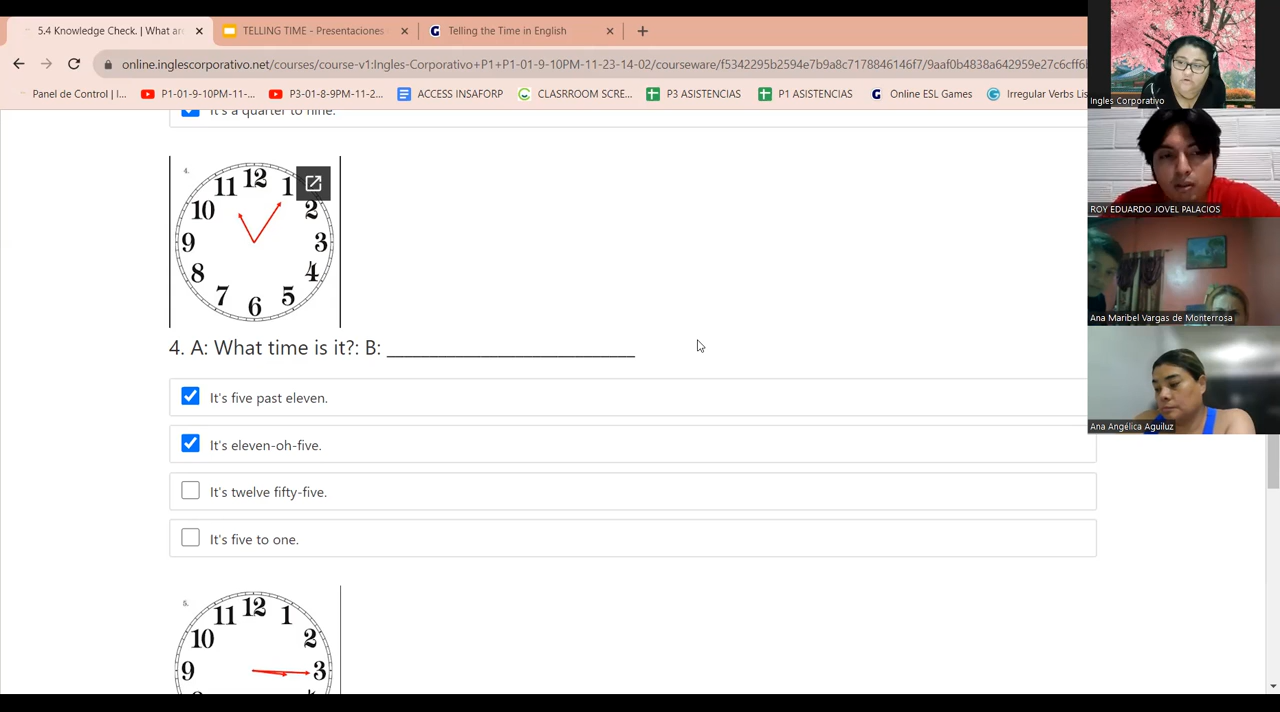 5.4 Knowledge Check. | What ar
TELLING TIME - Presentaciones
Telling the Time in English
online.inglescorporativo.net/courses/course-v1:Ingles-Corporativo+P1+P1-01-9-10PM-11-23-14-02/courseware/f5342295b2594e7b9a8c7178846146f7/9aaf0b4838a642959e27c6cff6b
Panel de Control | I...
P1-01-9-10PM-11-...
P3-01-8-9PM-11-2...
ACCESS INSAFORP
CLASRROOM SCRE...
P3 ASISTENCIAS
P1 ASISTENCIAS
Online ESL Games
Irregular Verbs Lis
Ingles Corporativo
ROY EDUARDO JOVEL PALACIOS
Ana Maribel Vargas de Monterrosa
Ana Angélica Aguiluz
It's a quarter to nine.
4.
11 12 1
10 2
9 3
8 4
7 6 5
4. A: What time is it?: B: ___________________________
It's five past eleven.
It's eleven-oh-five.
It's twelve fifty-five.
It's five to one.
5.
11 12 1
10 2
9 3